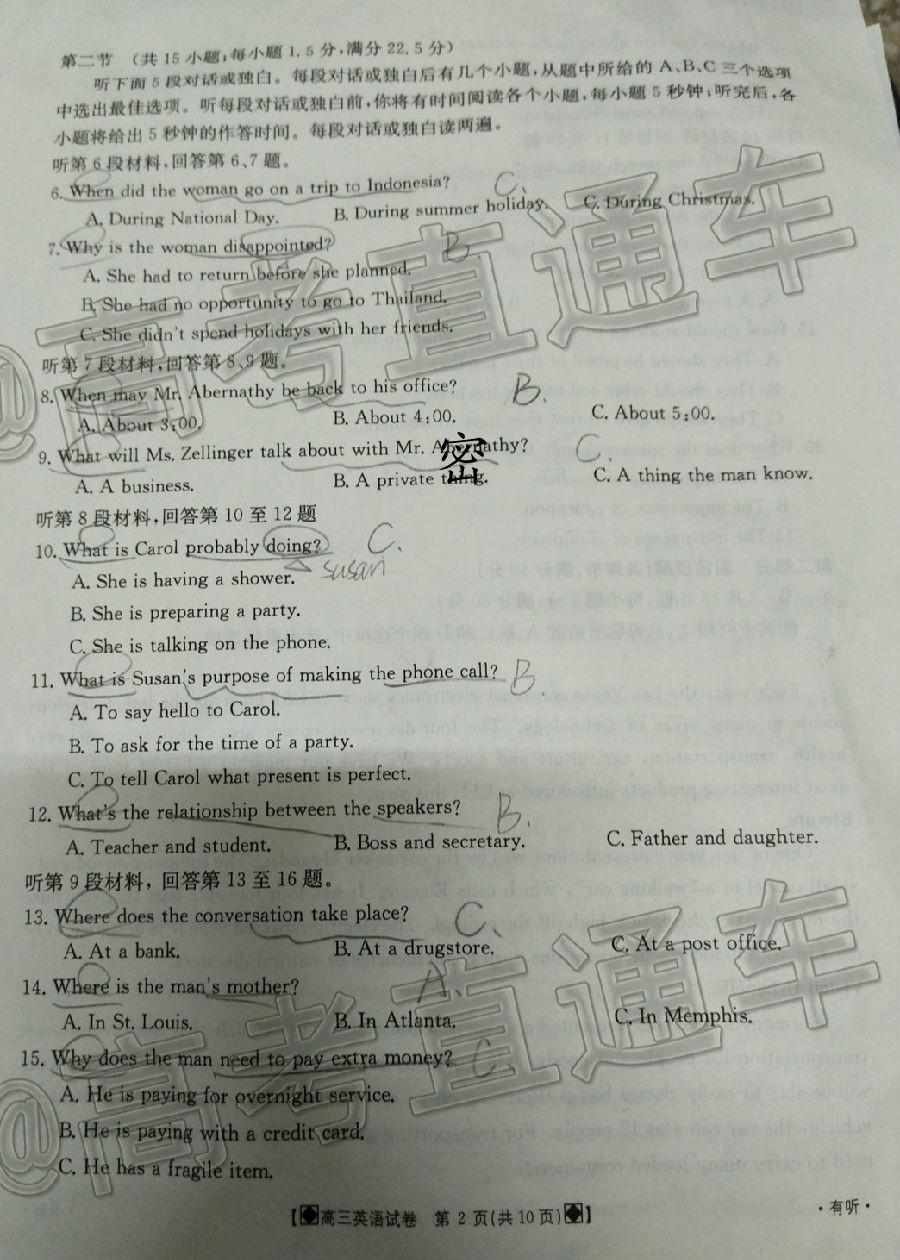 第二节 (共 15 小题;每小题 1.5 分,满分 22.5 分)
听下面 5 段对话或独白。每段对话或独白后有几个小题,从题中所给的 A、B、C 三个选项
中选出最佳选项。听每段对话或独白前,你将有时间阅读各个小题,每小题 5 秒钟;听完后,各
小题将给出 5 秒钟的作答时间。每段对话或独白读两遍。
听第 6 段材料,回答第 6、7 题。
6. When did the woman go on a trip to Indonesia? C.
A. During National Day. B. During summer holiday. C. During Christmas.
7. Why is the woman disappointed? B.
A. She had to return before she planned.
B. She had no opportunity to go to Thailand.
C. She didn't spend holidays with her friends.
听第 7 段材料,回答第 8、9 题。
8. When may Mr. Abernathy be back to his office? B.
A. About 3:00. B. About 4:00. C. About 5:00.
9. What will Ms. Zellinger talk about with Mr. Abernathy? C.
密
A. A business. B. A private thing. C. A thing the man know.
听第 8 段材料,回答第 10 至 12 题
10. What is Carol probably doing? C.
susan
A. She is having a shower.
B. She is preparing a party.
C. She is talking on the phone.
11. What is Susan's purpose of making the phone call? B.
A. To say hello to Carol.
B. To ask for the time of a party.
C. To tell Carol what present is perfect.
12. What's the relationship between the speakers? B.
A. Teacher and student. B. Boss and secretary. C. Father and daughter.
听第 9 段材料,回答第 13 至 16 题。
13. Where does the conversation take place? C.
A. At a bank. B. At a drugstore. C. At a post office.
14. Where is the man's mother? A.
A. In St. Louis. B. In Atlanta. C. In Memphis.
15. Why does the man need to pay extra money? C
A. He is paying for overnight service.
B. He is paying with a credit card.
C. He has a fragile item.
【高三英语试卷 第 2 页(共 10 页)】
·有听·
@高考直通车
@高考直通车